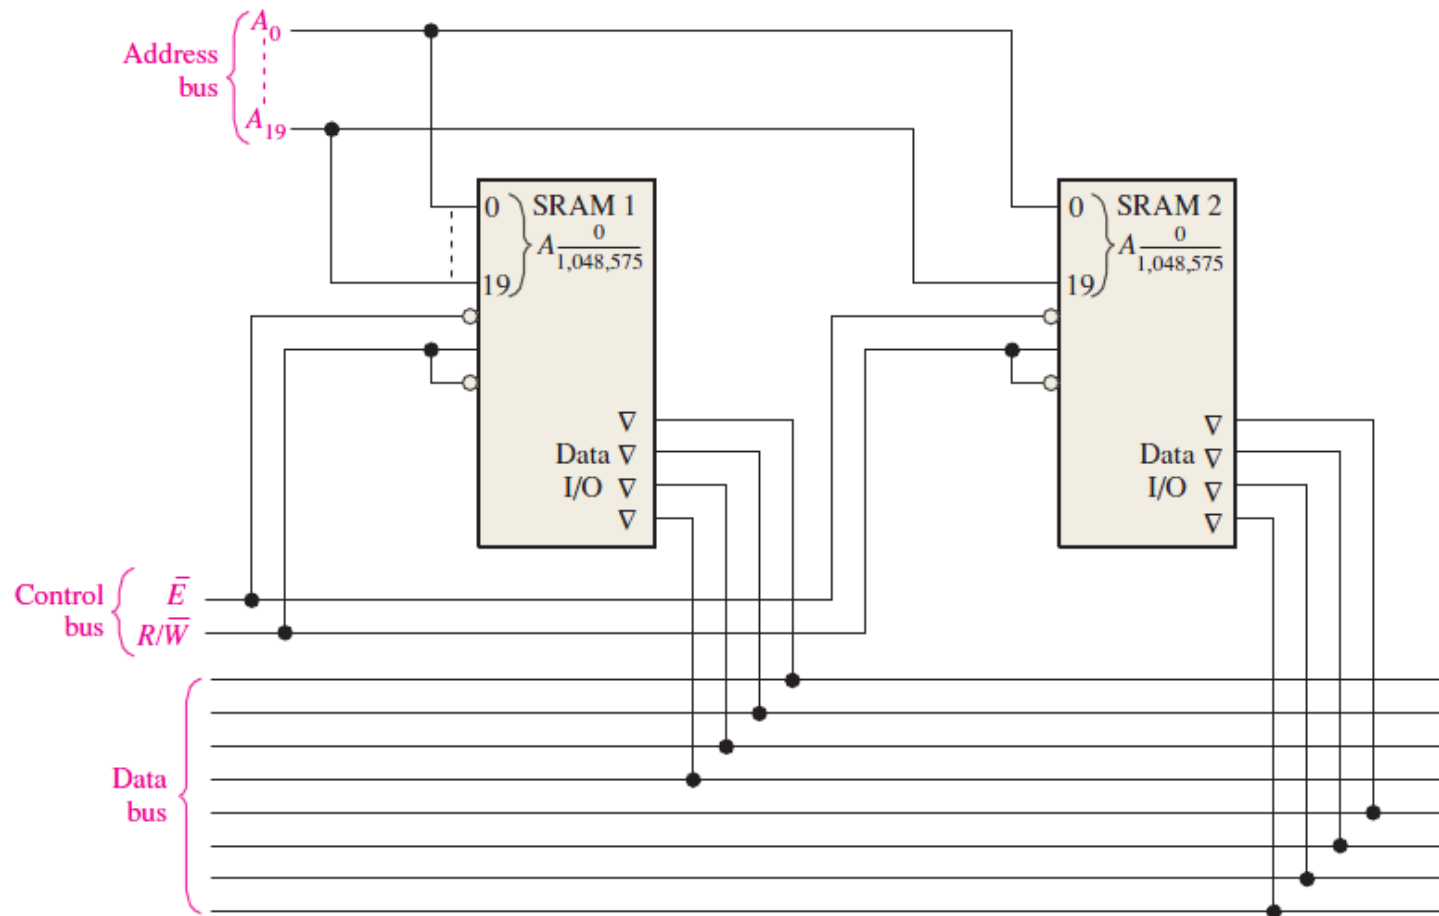 A₀
Address
bus
A₁₉
0 SRAM 1
A 0
1,048,575
19
0 SRAM 2
A 0
1,048,575
19
∇
Data ∇
I/O ∇
∇
∇
Data ∇
I/O ∇
∇
Control
bus
E̅
R/W̅
Data
bus